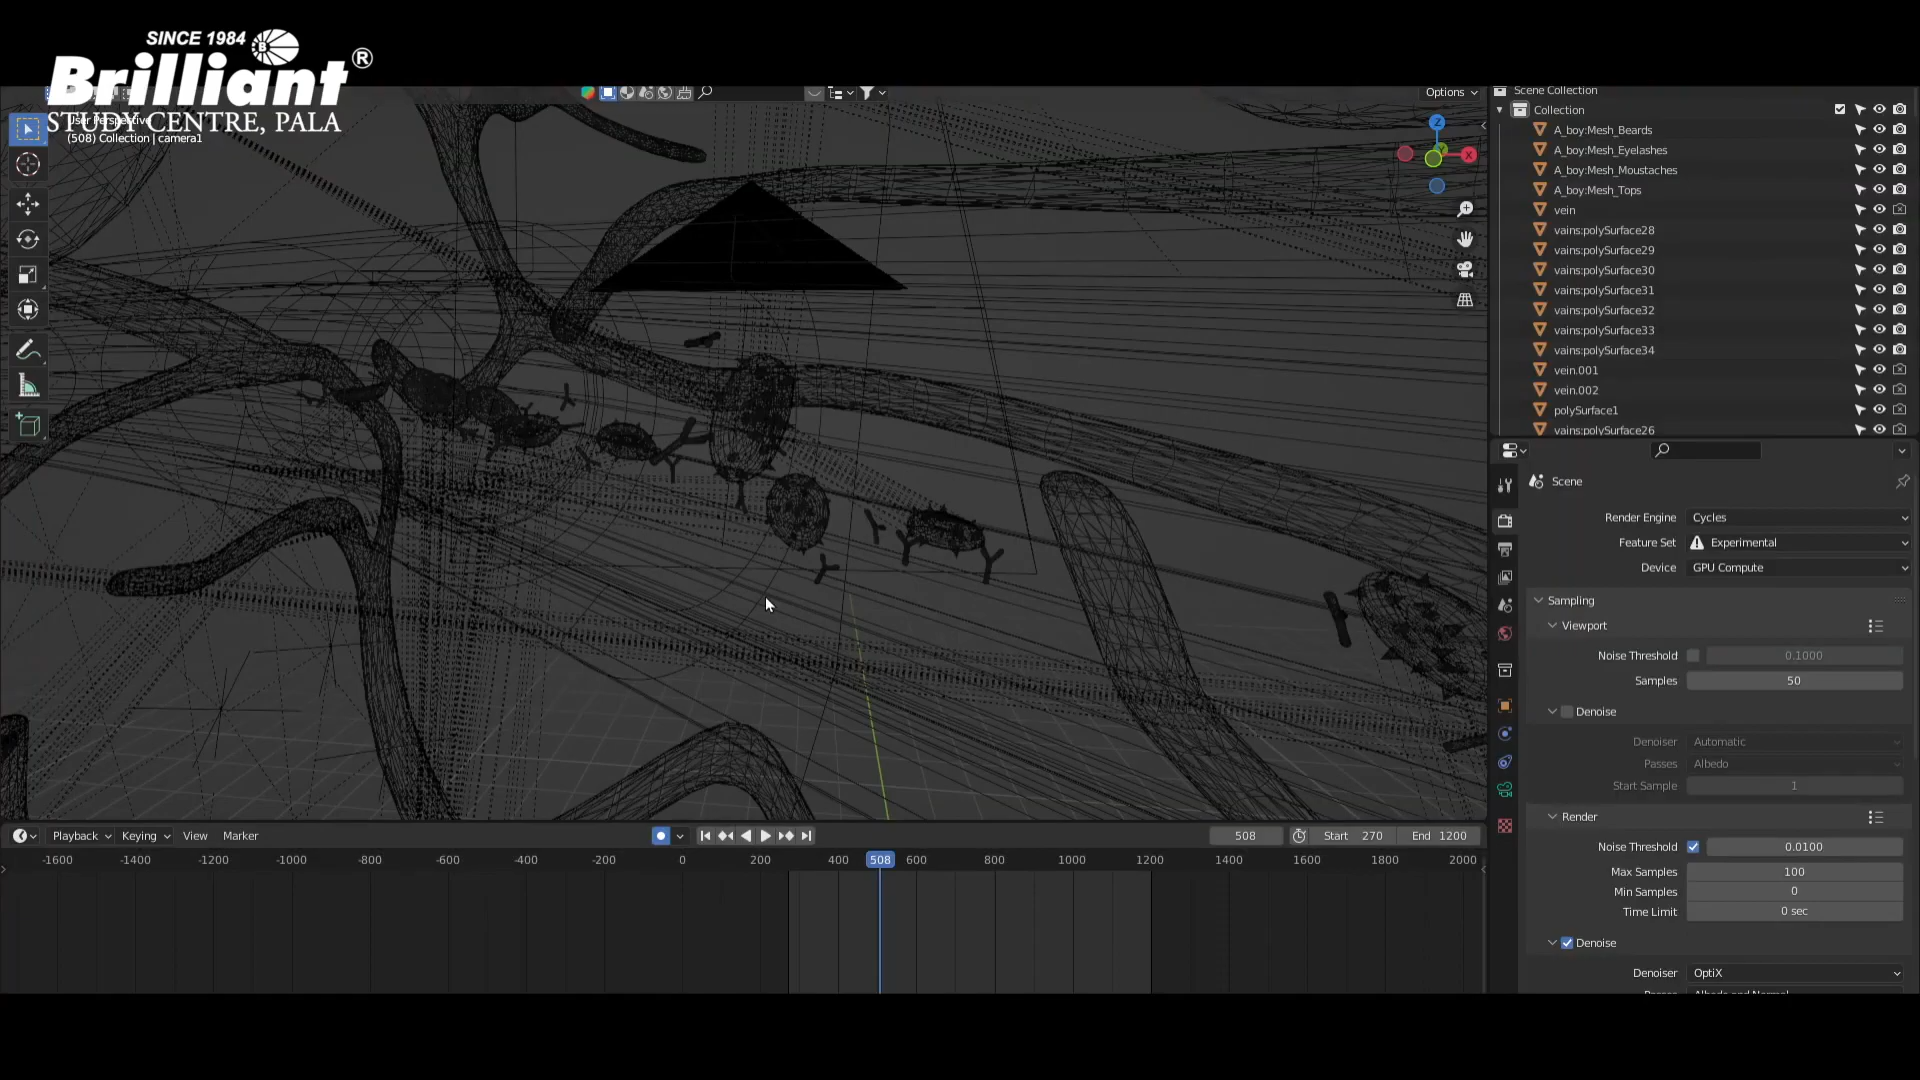 SINCE 1984
Brilliant ®
STUDY CENTRE, PALA
User Perspective
(508) Collection | camera1
Options
Z
X
Scene Collection
Collection
A_boy:Mesh_Beards
A_boy:Mesh_Eyelashes
A_boy:Mesh_Moustaches
A_boy:Mesh_Tops
vein
vains:polySurface28
vains:polySurface29
vains:polySurface30
vains:polySurface31
vains:polySurface32
vains:polySurface33
vains:polySurface34
vein.001
vein.002
polySurface1
vains:polySurface26
Scene
Render Engine Cycles
Feature Set Experimental
Device GPU Compute
Sampling
Viewport
Noise Threshold 0.1000
Samples 50
Denoise
Denoiser Automatic
Passes Albedo
Start Sample 1
Render
Noise Threshold 0.0100
Max Samples 100
Min Samples 0
Time Limit 0 sec
Denoise
Denoiser OptiX
Passes Albedo and Normal
Playback Keying View Marker 508 Start 270 End 1200
-1600 -1400 -1200 -1000 -800 -600 -400 -200 0 200 400 508 600 800 1000 1200 1400 1600 1800 2000